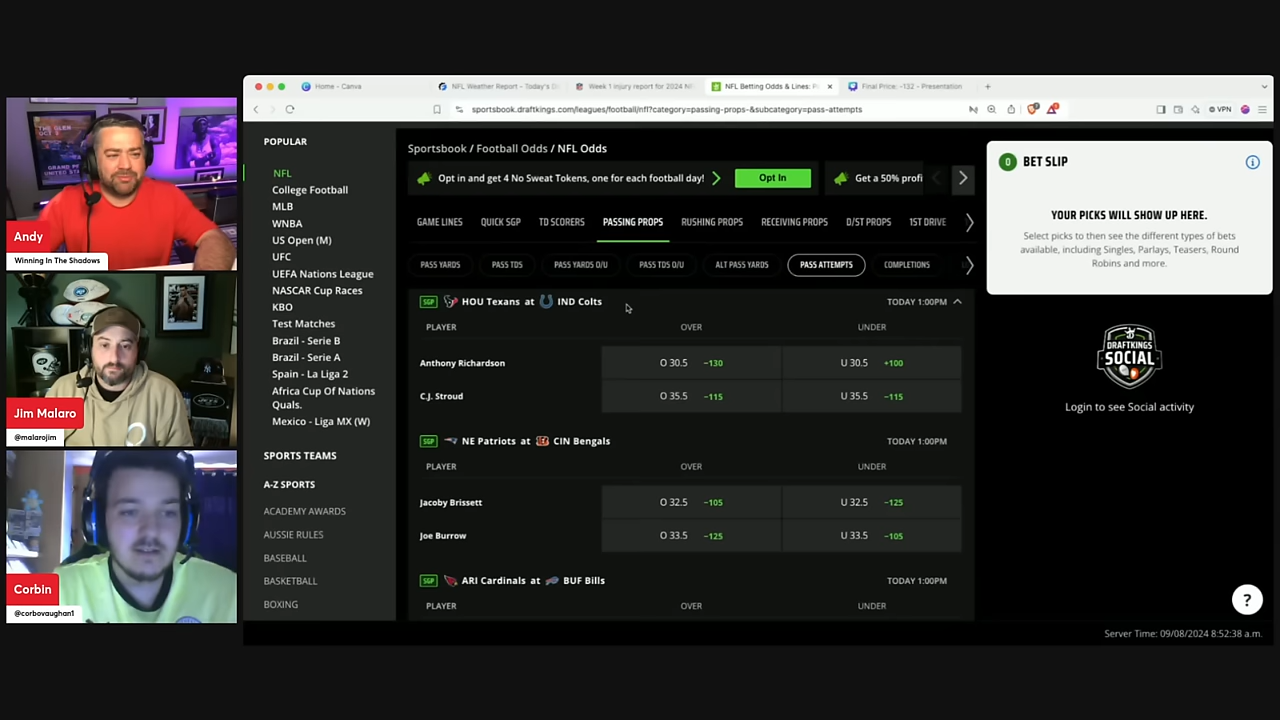 THE GLEN
Andy
Winning In The Shadows
Jim Malaro
@malarojim
Corbin
@corbovaughan1
Home - Canva
NFL Weather Report - Today's
Week 1 injury report for 2024 N
NFL Betting Odds & Lines:
Final Price: -132 - Presentation
sportsbook.draftkings.com/leagues/football/nfl?category=passing-props-&subcategory=pass-attempts
VPN
POPULAR
NFL
College Football
MLB
WNBA
US Open (M)
UFC
UEFA Nations League
NASCAR Cup Races
KBO
Test Matches
Brazil - Serie B
Brazil - Serie A
Spain - La Liga 2
Africa Cup Of Nations
Quals.
Mexico - Liga MX (W)
SPORTS TEAMS
A-Z SPORTS
ACADEMY AWARDS
AUSSIE RULES
BASEBALL
BASKETBALL
BOXING
Sportsbook / Football Odds / NFL Odds
Opt in and get 4 No Sweat Tokens, one for each football day!
Opt In
Get a 50% profi
GAME LINES QUICK SGP TD SCORERS PASSING PROPS RUSHING PROPS RECEIVING PROPS D/ST PROPS 1ST DRIVE
PASS YARDS PASS TDS PASS YARDS O/U PASS TDS O/U ALT PASS YARDS PASS ATTEMPTS COMPLETIONS
SGP HOU Texans at IND Colts TODAY 1:00PM
PLAYER OVER UNDER
Anthony Richardson O 30.5 −130 U 30.5 +100
C.J. Stroud O 35.5 −115 U 35.5 −115
SGP NE Patriots at CIN Bengals TODAY 1:00PM
PLAYER OVER UNDER
Jacoby Brissett O 32.5 −105 U 32.5 −125
Joe Burrow O 33.5 −125 U 33.5 −105
SGP ARI Cardinals at BUF Bills TODAY 1:00PM
PLAYER OVER UNDER
0 BET SLIP
YOUR PICKS WILL SHOW UP HERE.
Select picks to then see the different types of bets
available, including Singles, Parlays, Teasers, Round
Robins and more.
DRAFTKINGS
SOCIAL
Login to see Social activity
?
Server Time: 09/08/2024 8:52:38 a.m.